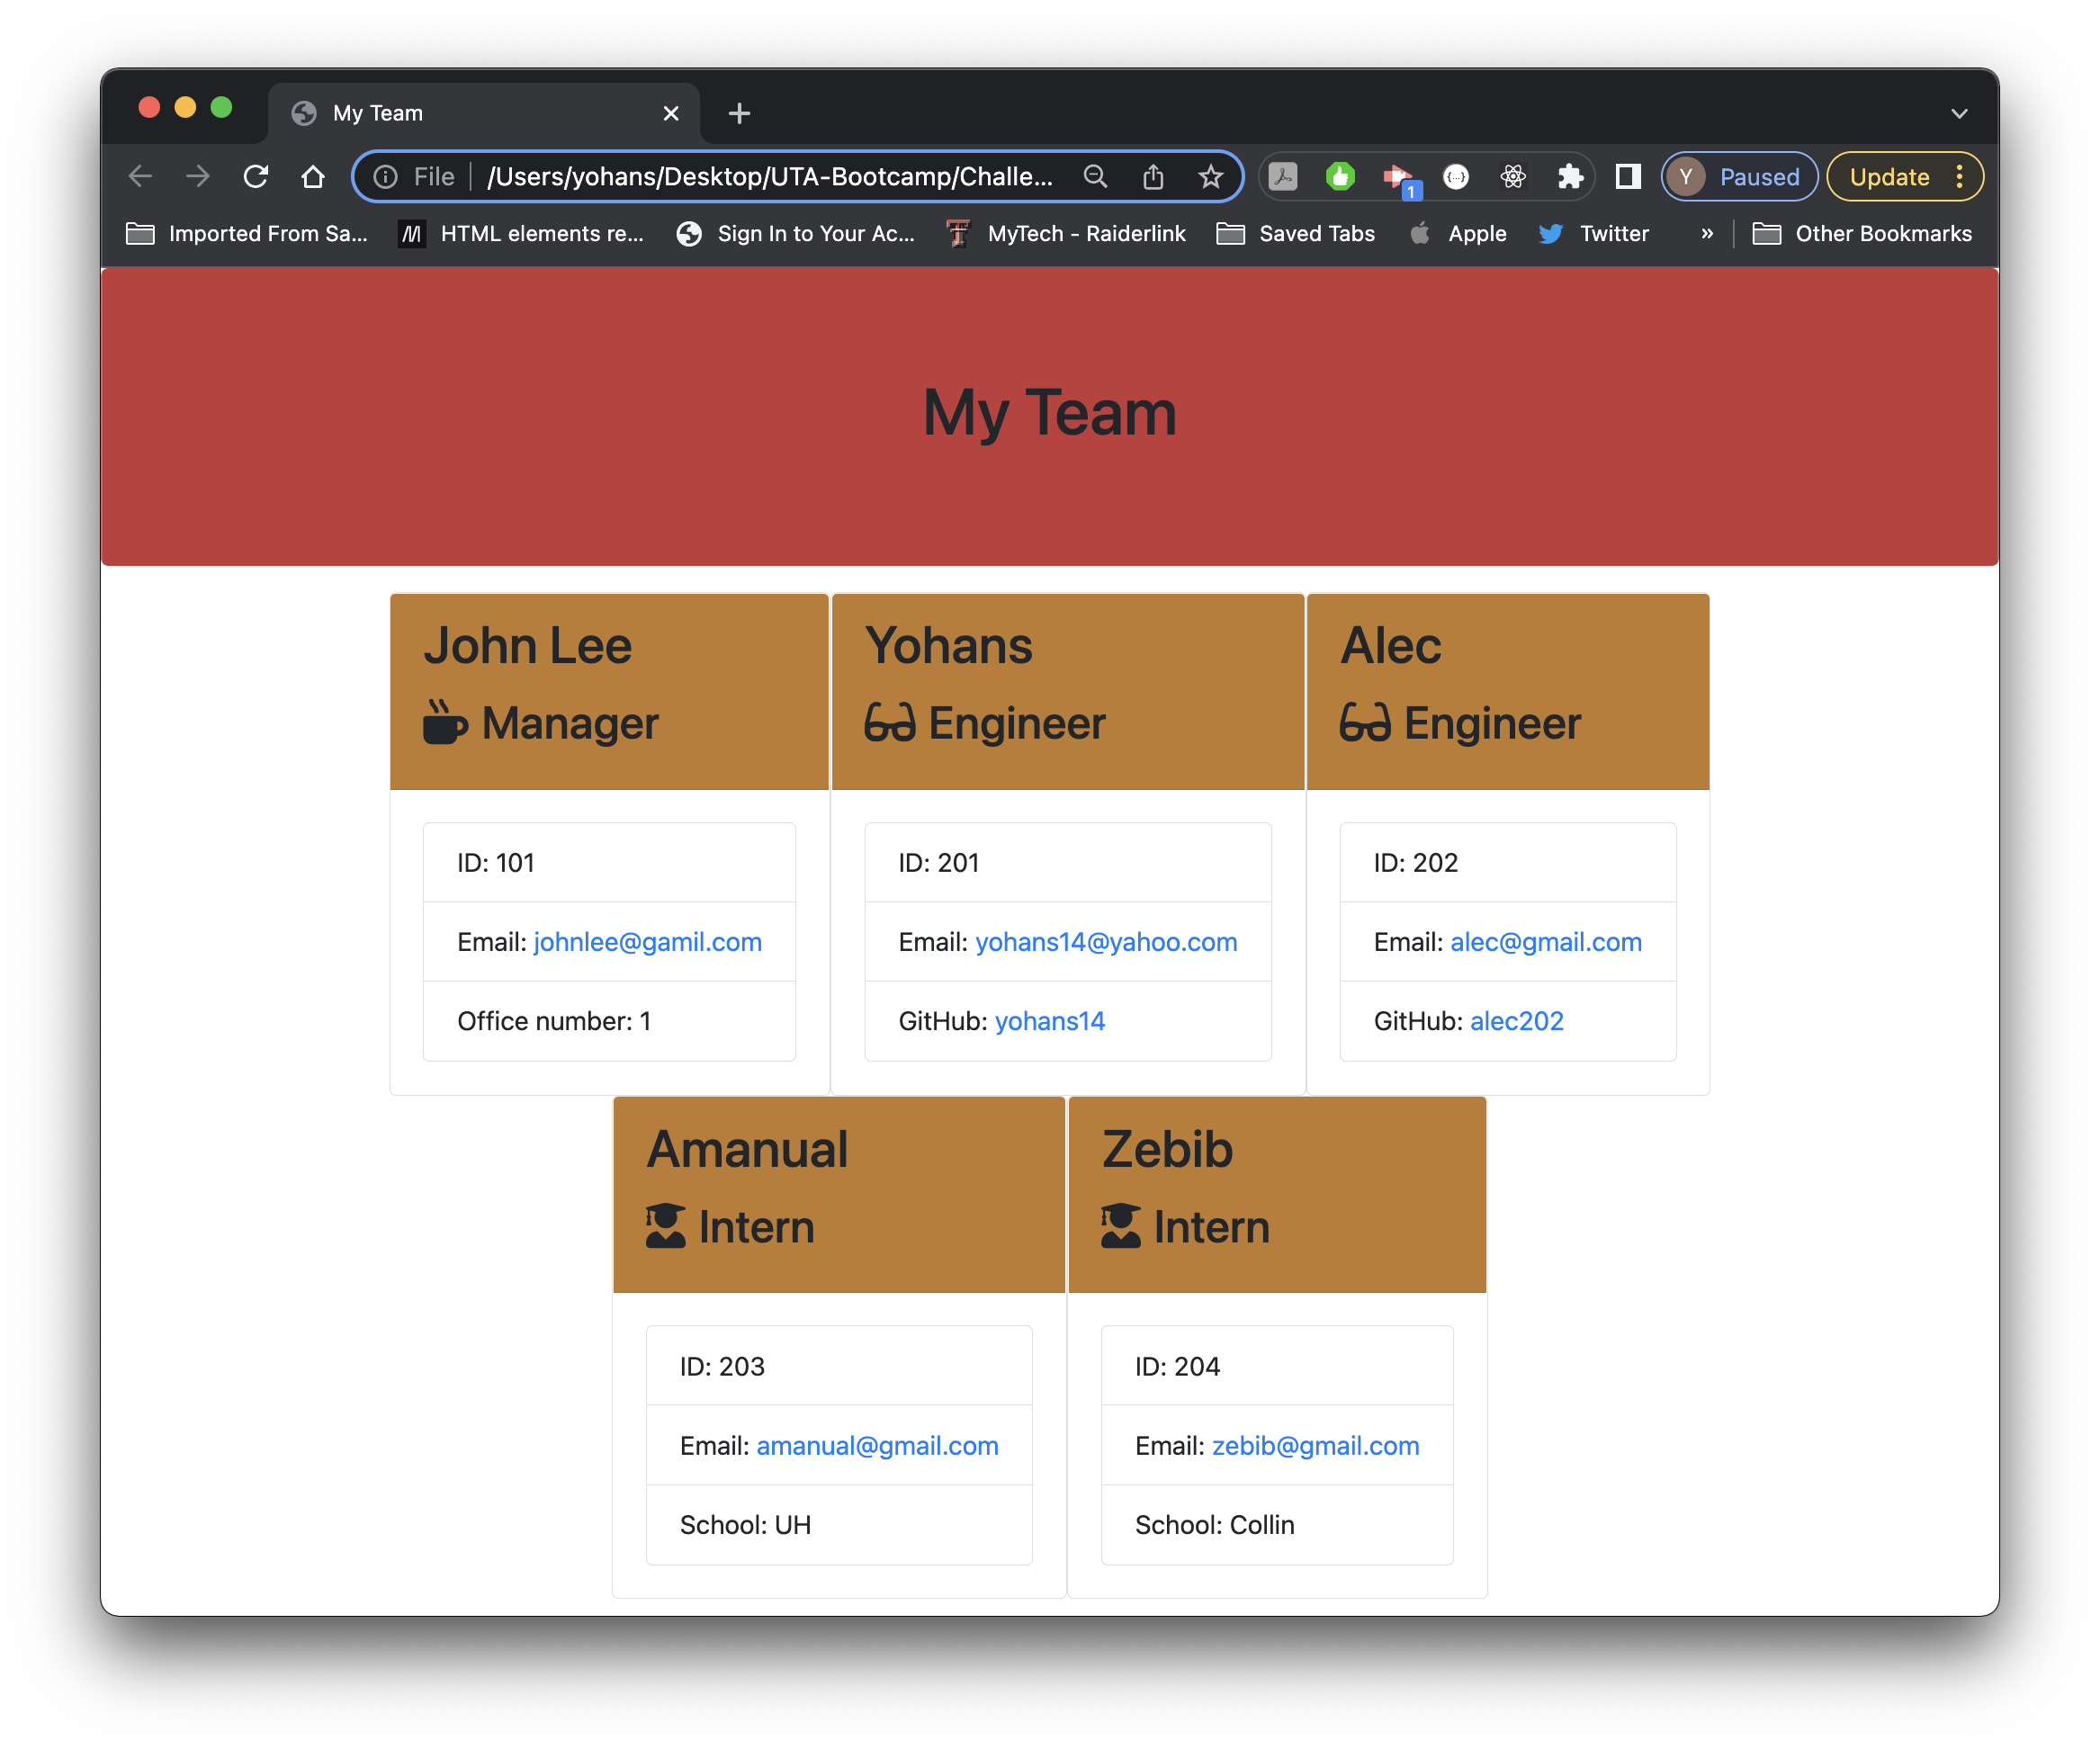 My Team
File /Users/yohans/Desktop/UTA-Bootcamp/Challe... 1 Y Paused Update
Imported From Sa... HTML elements re... Sign In to Your Ac... MyTech - Raiderlink Saved Tabs Apple Twitter » Other Bookmarks
My Team
John Lee
Manager
ID: 101
Email: johnlee@gamil.com
Office number: 1
Yohans
Engineer
ID: 201
Email: yohans14@yahoo.com
GitHub: yohans14
Alec
Engineer
ID: 202
Email: alec@gmail.com
GitHub: alec202
Amanual
Intern
ID: 203
Email: amanual@gmail.com
School: UH
Zebib
Intern
ID: 204
Email: zebib@gmail.com
School: Collin